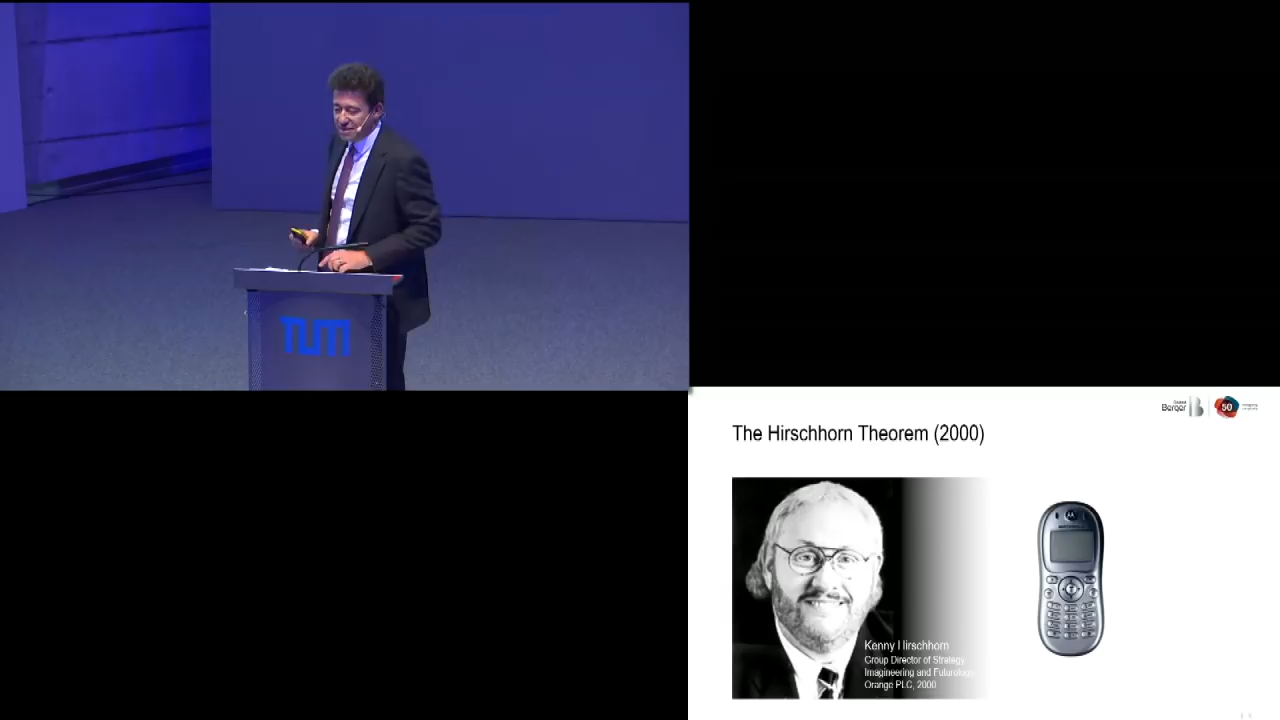 TUM
Roland
Berger
50
The Hirschhorn Theorem (2000)
Kenny Hirschhorn
Group Director of Strategy
Imagineering and Futurology
Orange PLC, 2000